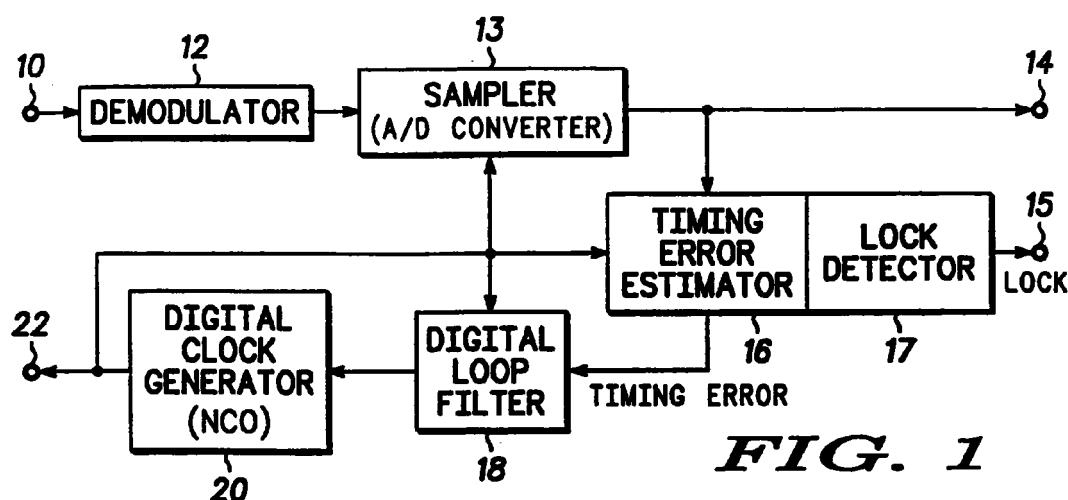 10
12
DEMODULATOR
13
SAMPLER
(A/D CONVERTER)
14
TIMING
ERROR
ESTIMATOR
16
LOCK
DETECTOR
17
15
LOCK
22
DIGITAL
CLOCK
GENERATOR
(NCO)
20
DIGITAL
LOOP
FILTER
18
TIMING ERROR
FIG. 1